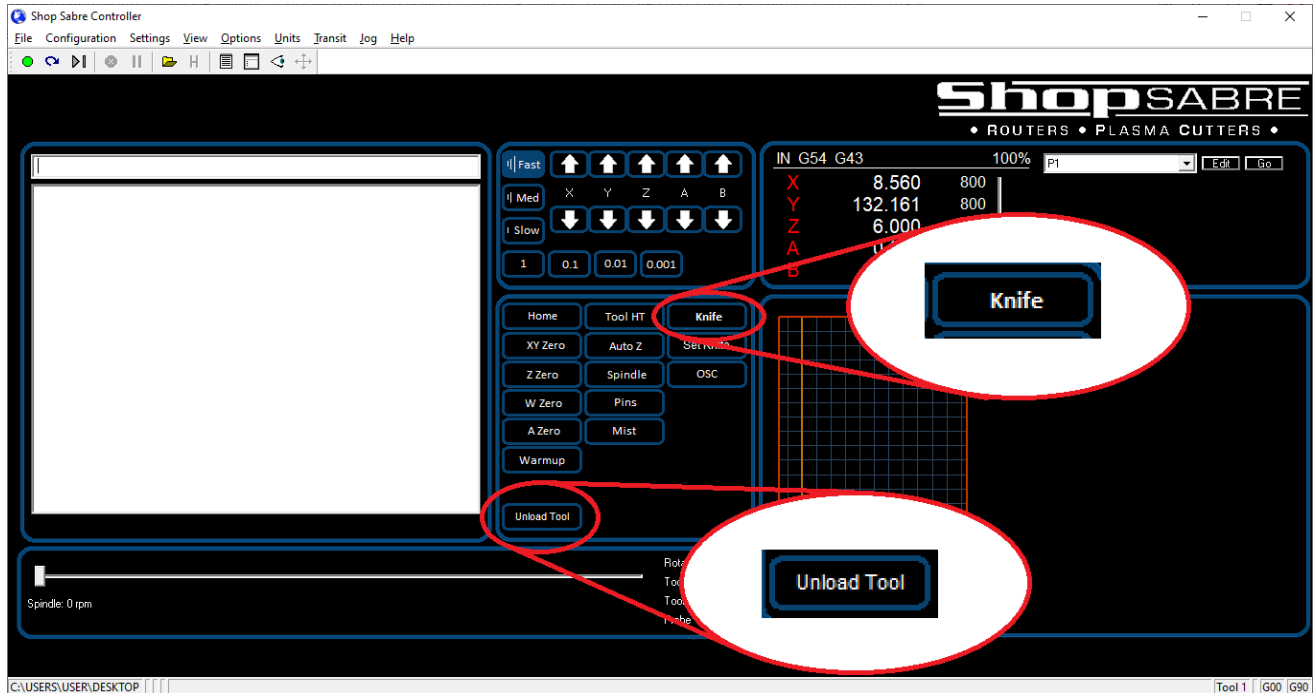 Shop Sabre Controller
File Configuration Settings View Options Units Transit Jog Help
H
ShopSABRE
• ROUTERS • PLASMA CUTTERS •
Fast
Med
Slow
X Y Z A B
1 0.1 0.01 0.001
IN G54 G43 100%
P1 Edit Go
X 8.560 800
Y 132.161 800
Z 6.000
A
B
Knife
Home Tool HT Knife
XY Zero Auto Z Set Knife
Z Zero Spindle OSC
W Zero Pins
A Zero Mist
Warmup
Unload Tool
Unload Tool
Spindle: 0 rpm
C:\USERS\USER\DESKTOP
Tool 1 G00 G90